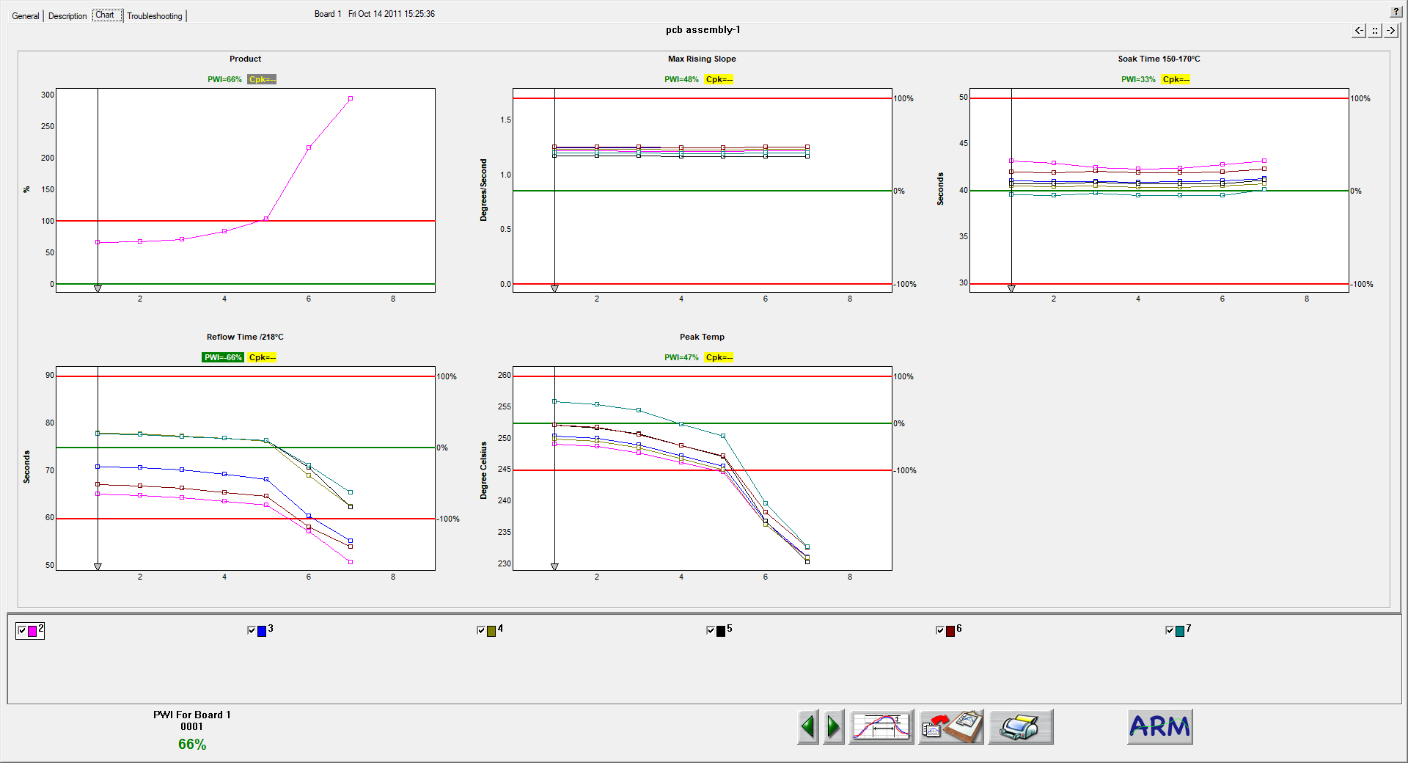 General Description Chart Troubleshooting Board 1 Fri Oct 14 2011 15:25:36 ?
pcb assembly-1 <- :: ->
Product
PWI=66% Cpk=--
300
250
200
150
100
50
0
%
2 4 6 8
Max Rising Slope
PWI=48% Cpk=--
1.5
1.0
0.5
0.0
Degrees/Second
100%
0%
-100%
2 4 6 8
Soak Time 150-170°C
PWI=33% Cpk=--
50
45
40
35
30
Seconds
100%
0%
-100%
2 4 6 8
Reflow Time /218°C
PWI=-66% Cpk=--
90
80
70
60
50
Seconds
100%
0%
-100%
2 4 6 8
Peak Temp
PWI=47% Cpk=--
260
255
250
245
240
235
230
Degree Celsius
100%
0%
-100%
2 4 6 8
2 3 4 5 6 7
PWI For Board 1
0001
66%
ARM